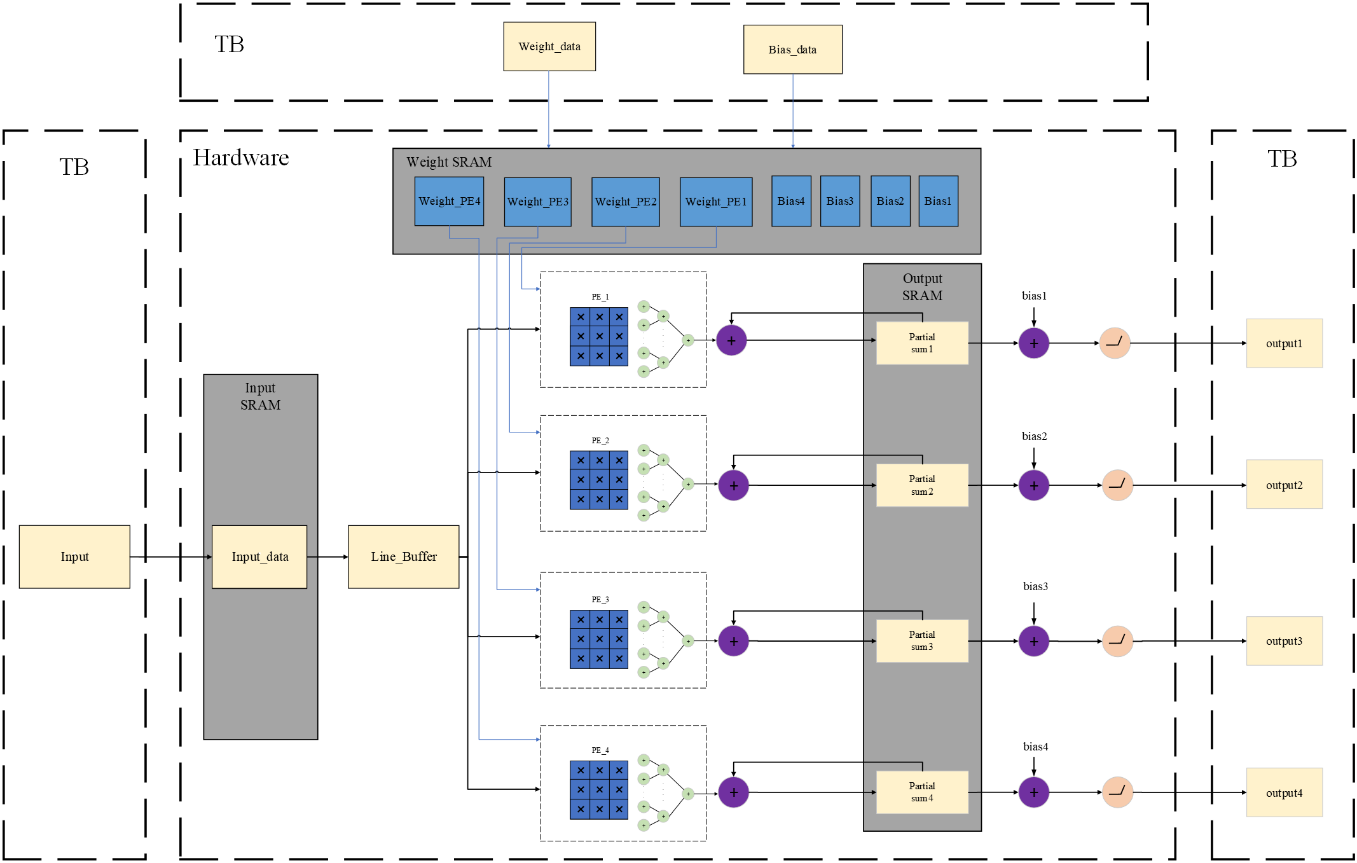 TB
Weight_data
Bias_data
TB
Hardware
TB
Weight SRAM
Weight_PE4
Weight_PE3
Weight_PE2
Weight_PE1
Bias4
Bias3
Bias2
Bias1
Output
SRAM
PE_1
× × ×
× × ×
× × ×
+
+
+
+
+
+
+
+
Partial
sum1
bias1
+
output1
Input
SRAM
PE_2
× × ×
× × ×
× × ×
+
+
+
+
+
+
+
+
Partial
sum2
bias2
+
output2
Input
Input_data
Line_Buffer
PE_3
× × ×
× × ×
× × ×
+
+
+
+
+
+
+
+
Partial
sum3
bias3
+
output3
PE_4
× × ×
× × ×
× × ×
+
+
+
+
+
+
+
+
Partial
sum4
bias4
+
output4